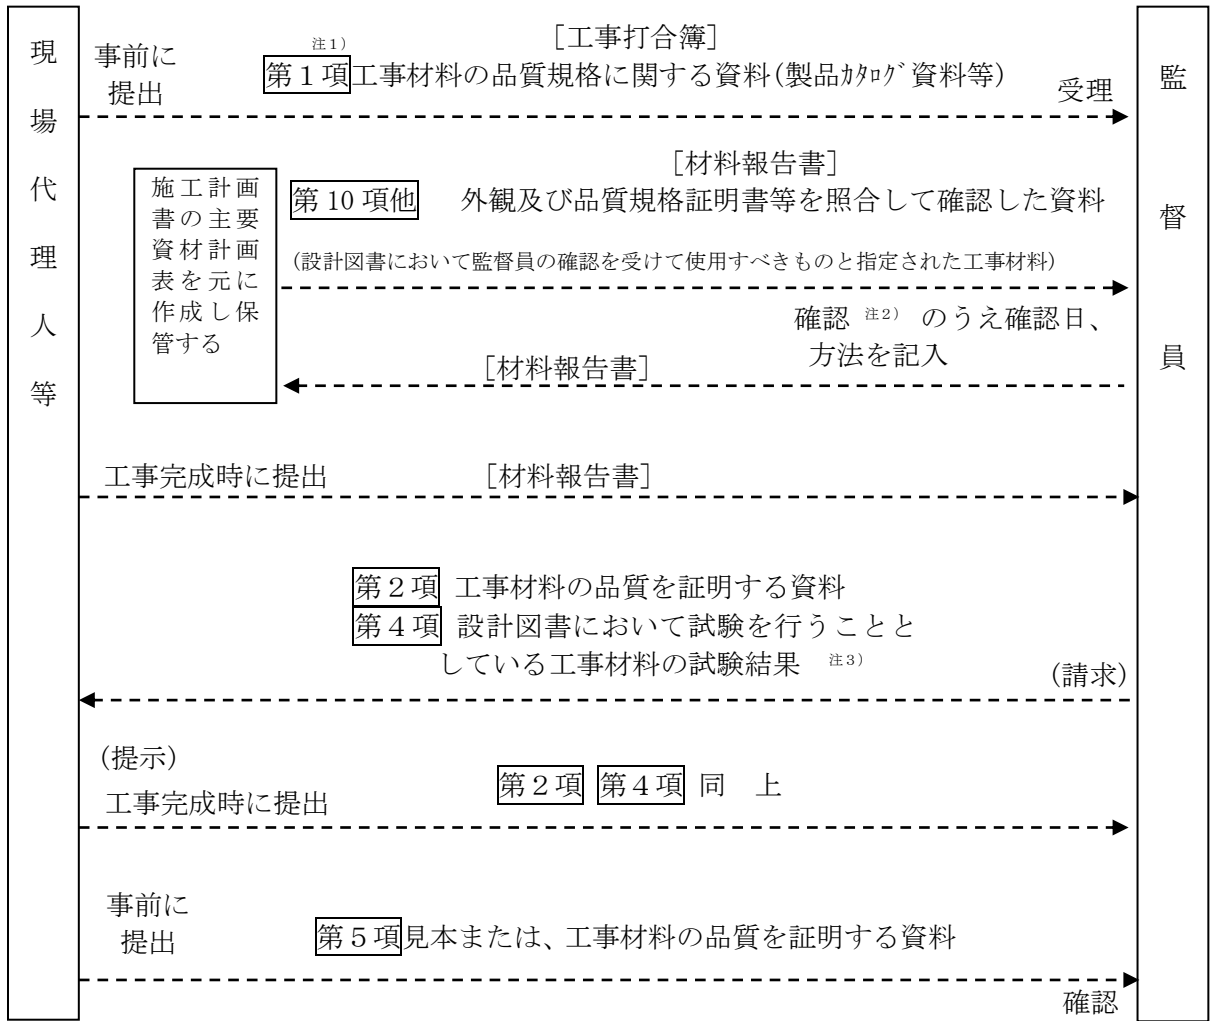 現場代理人等
監督員
注1)
[工事打合簿]
事前に
提出
第1項 工事材料の品質規格に関する資料(製品ｶﾀﾛｸﾞ資料等)
受理
[材料報告書]
施工計画
書の主要
資材計画
表を元に
作成し保
管する
第10項他 外観及び品質規格証明書等を照合して確認した資料
(設計図書において監督員の確認を受けて使用すべきものと指定された工事材料)
確認 注2) のうえ確認日、
方法を記入
[材料報告書]
工事完成時に提出 [材料報告書]
第2項 工事材料の品質を証明する資料
第4項 設計図書において試験を行うことと
している工事材料の試験結果 注3)
(請求)
(提示)
工事完成時に提出
第2項 第4項 同 上
事前に
提出
第5項 見本または、工事材料の品質を証明する資料
確認